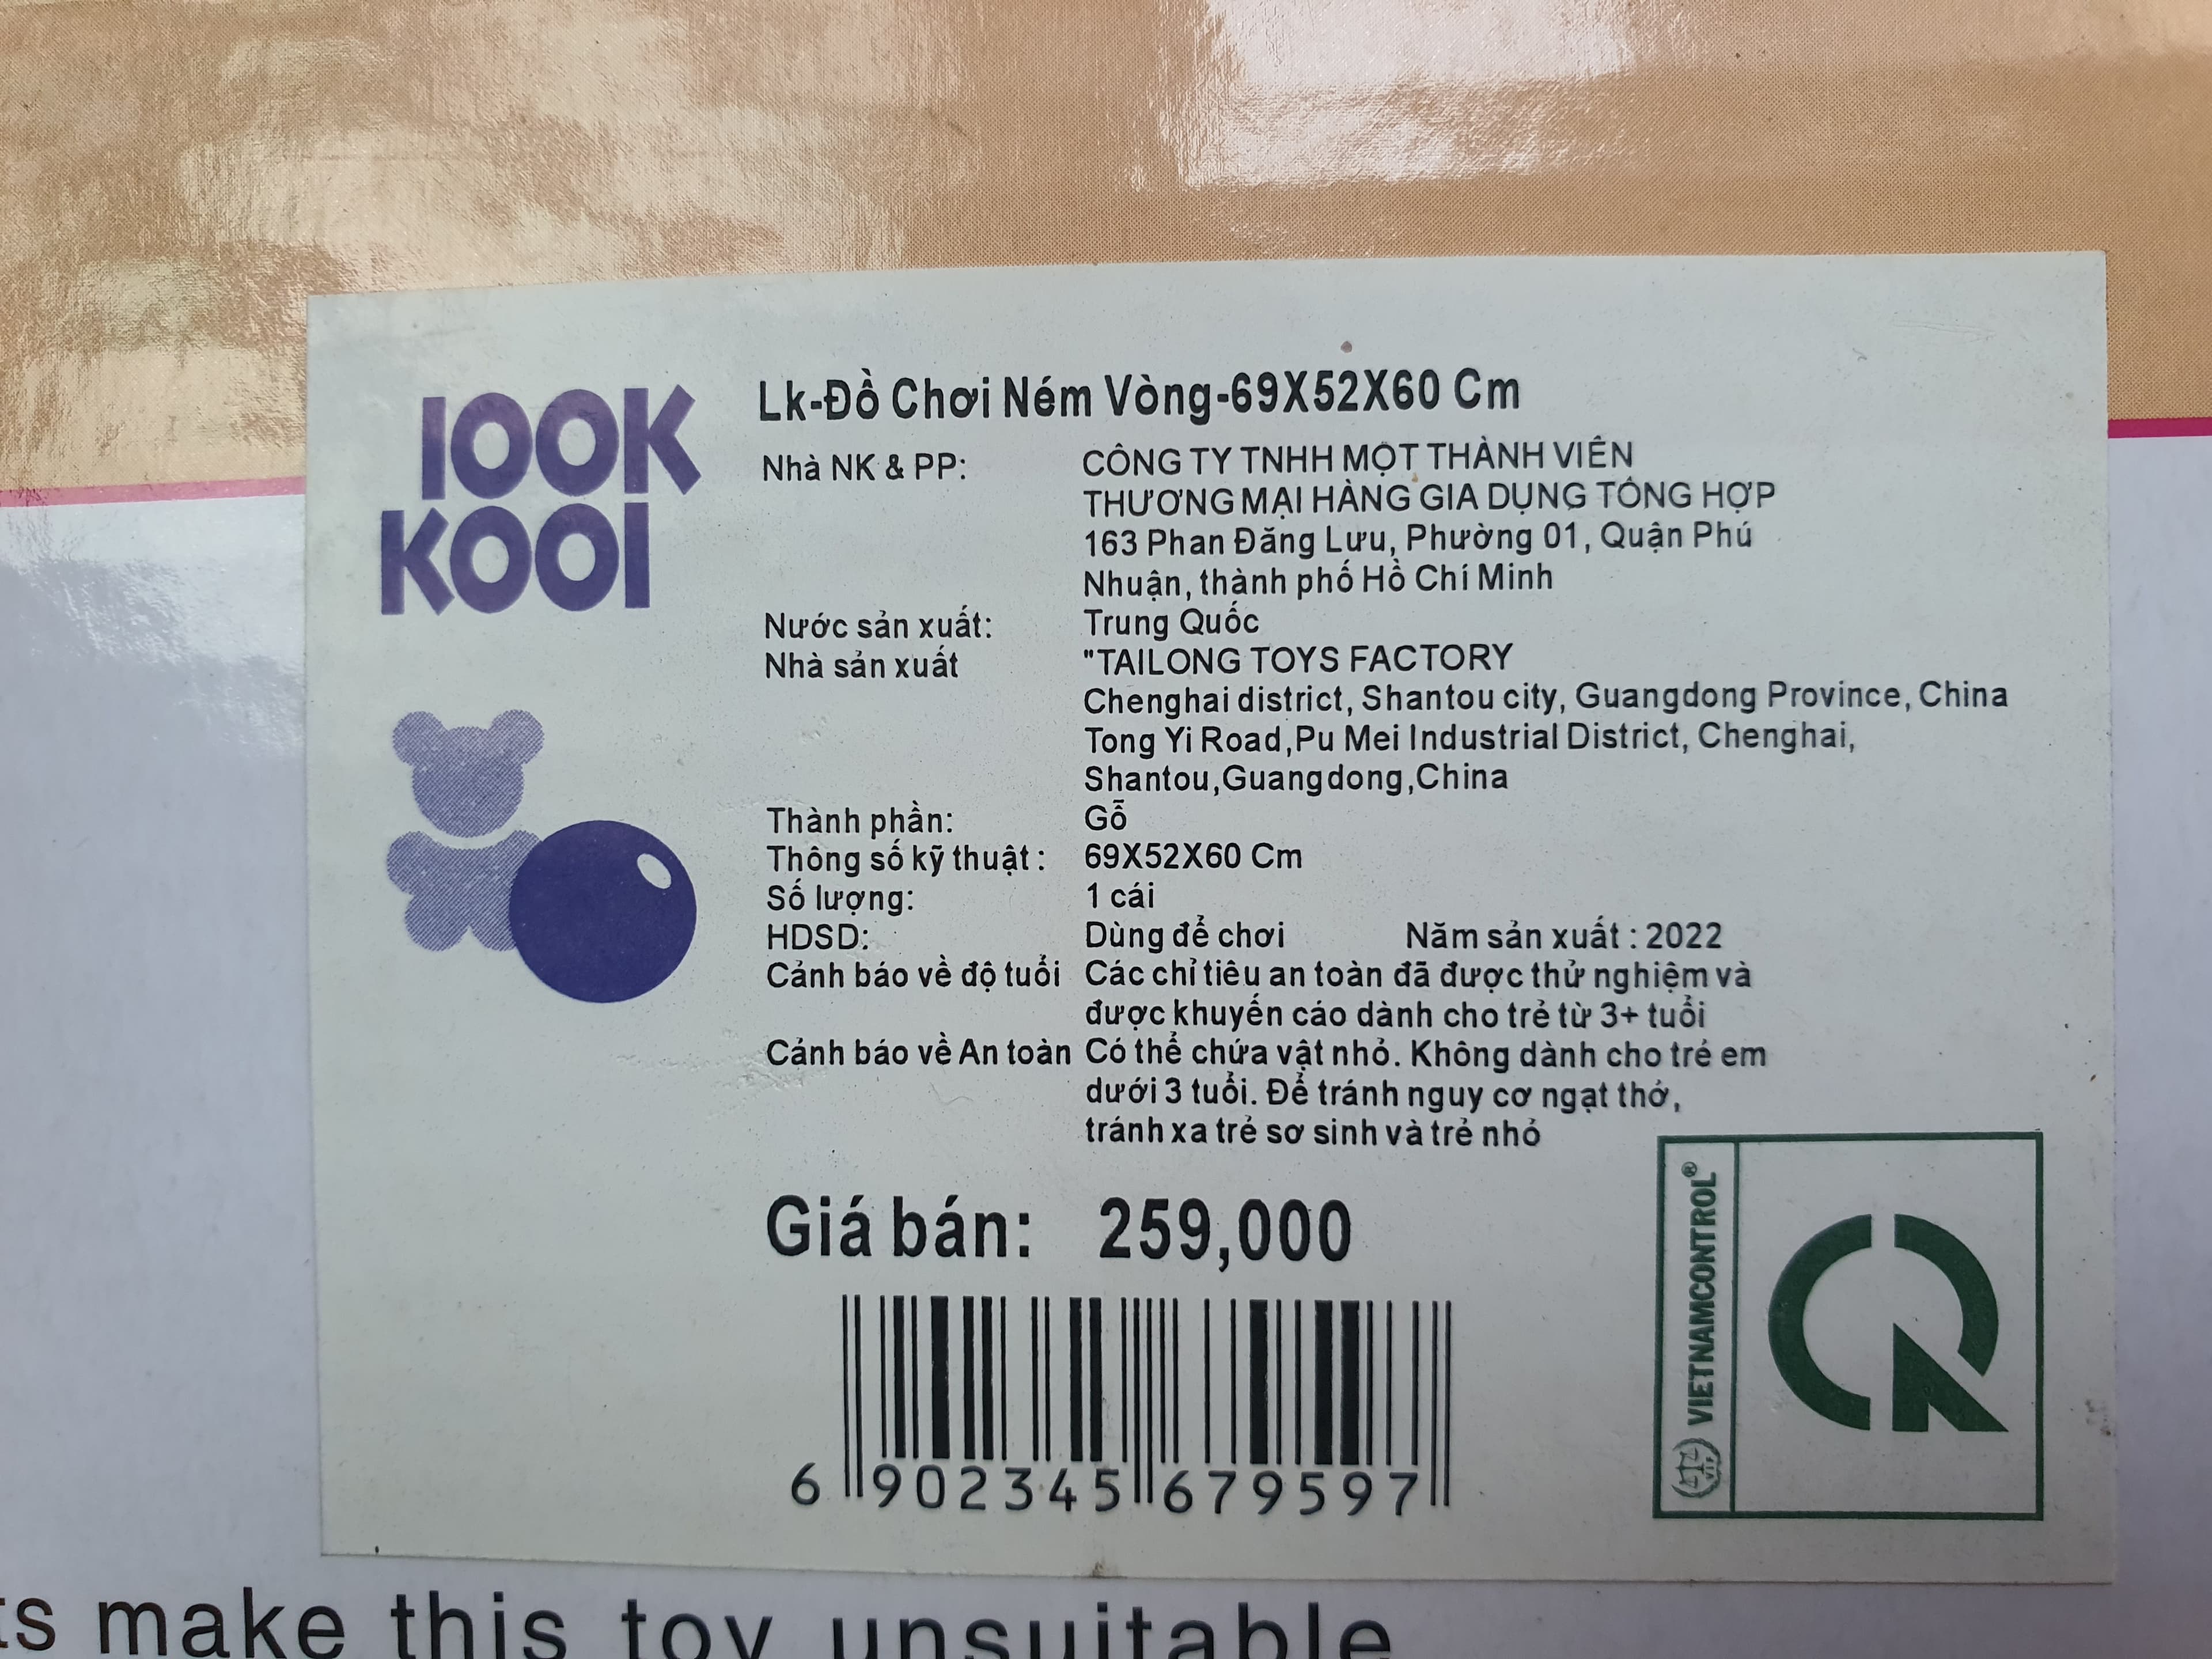 100K
K00I
Lk-Đồ Chơi Ném Vòng-69X52X60 Cm
Nhà NK & PP: CÔNG TY TNHH MỘT THÀNH VIÊN
THƯƠNG MẠI HÀNG GIA DỤNG TỔNG HỢP
163 Phan Đăng Lưu, Phường 01, Quận Phú
Nhuận, thành phố Hồ Chí Minh
Nước sản xuất: Trung Quốc
Nhà sản xuất "TAILONG TOYS FACTORY
Chenghai district, Shantou city, Guangdong Province, China
Tong Yi Road,Pu Mei Industrial District, Chenghai,
Shantou,Guangdong,China
Thành phần: Gỗ
Thông số kỹ thuật : 69X52X60 Cm
Số lượng: 1 cái
HDSD: Dùng để chơi Năm sản xuất : 2022
Cảnh báo về độ tuổi Các chỉ tiêu an toàn đã được thử nghiệm và
được khuyến cáo dành cho trẻ từ 3+ tuổi
Cảnh báo về An toàn Có thể chứa vật nhỏ. Không dành cho trẻ em
dưới 3 tuổi. Để tránh nguy cơ ngạt thở,
tránh xa trẻ sơ sinh và trẻ nhỏ
Giá bán: 259,000
6 902345 679597
VIETNAMCONTROL®
CR
make this toy unsuitable